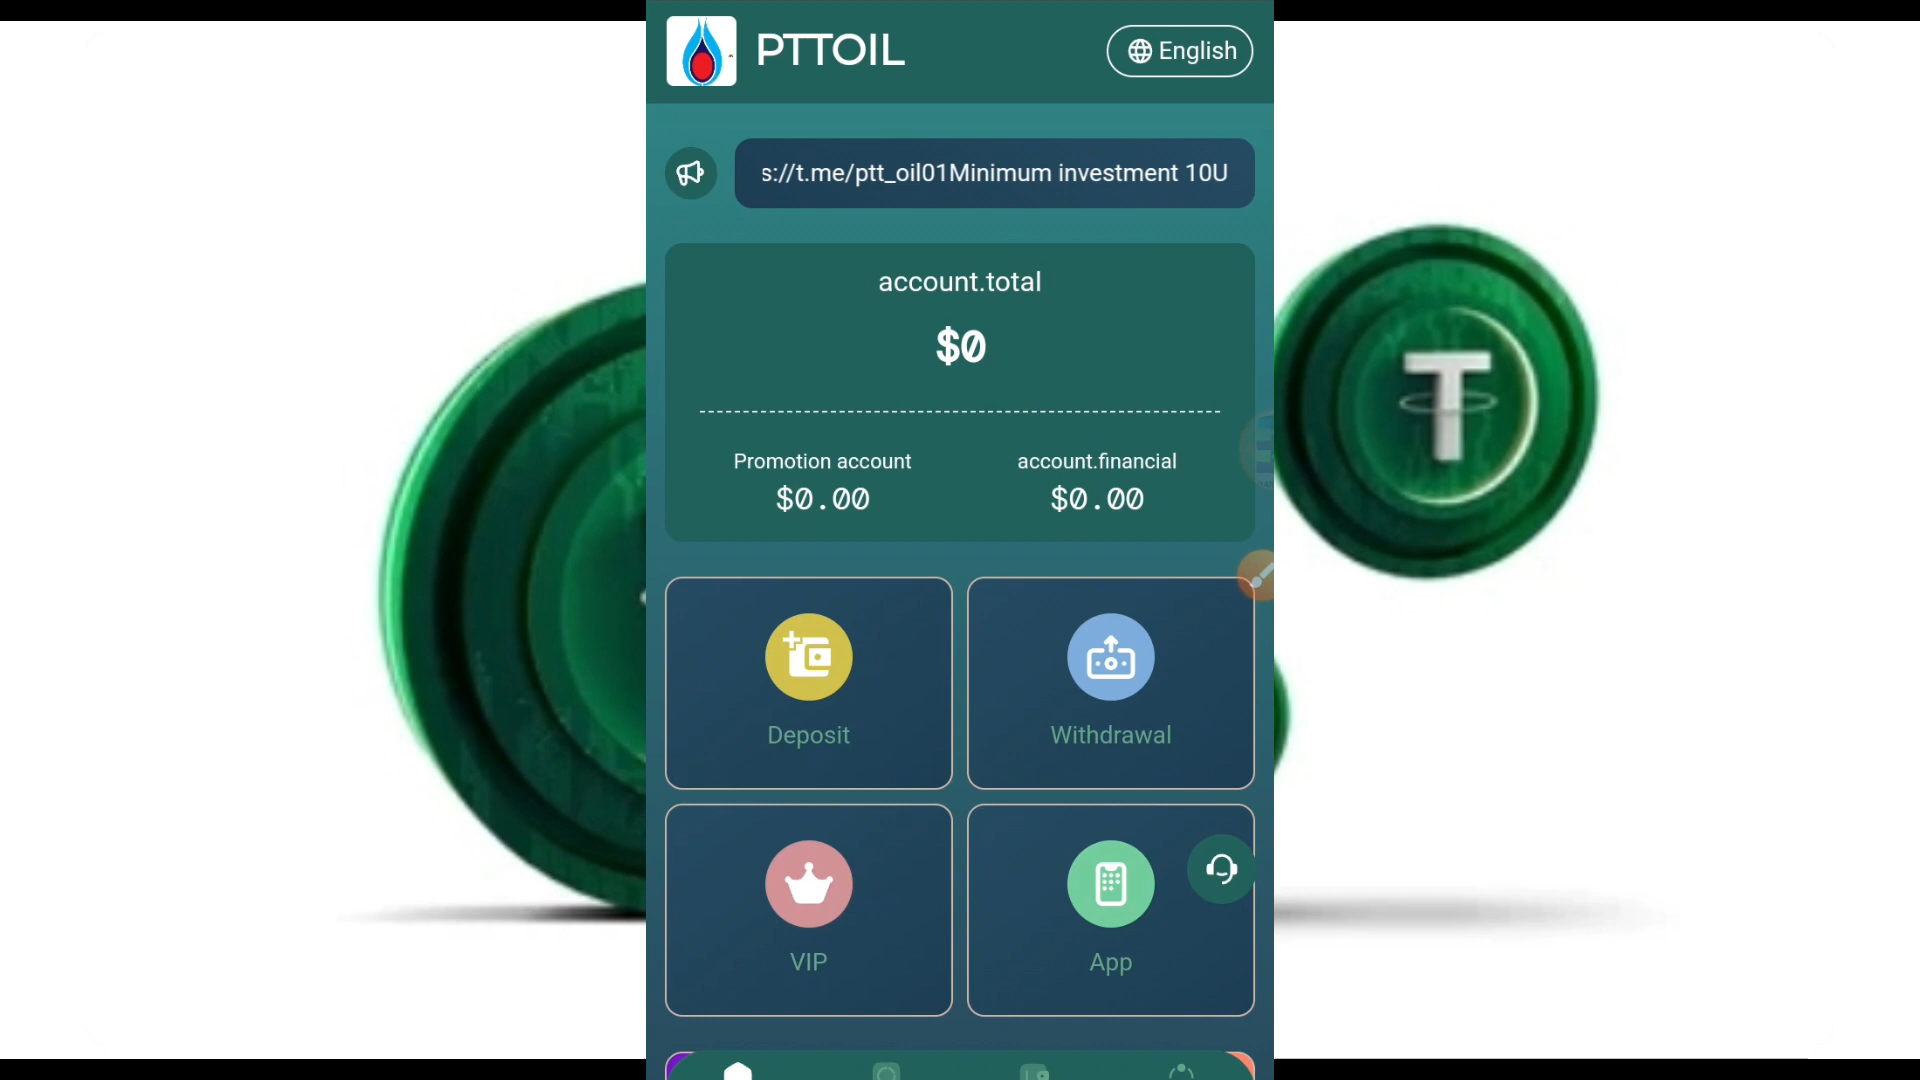 PTTOIL
English
s://t.me/ptt_oil01Minimum investment 10U
account.total
$0
Promotion account
account.financial
$0.00
$0.00
T
Deposit
Withdrawal
VIP
App